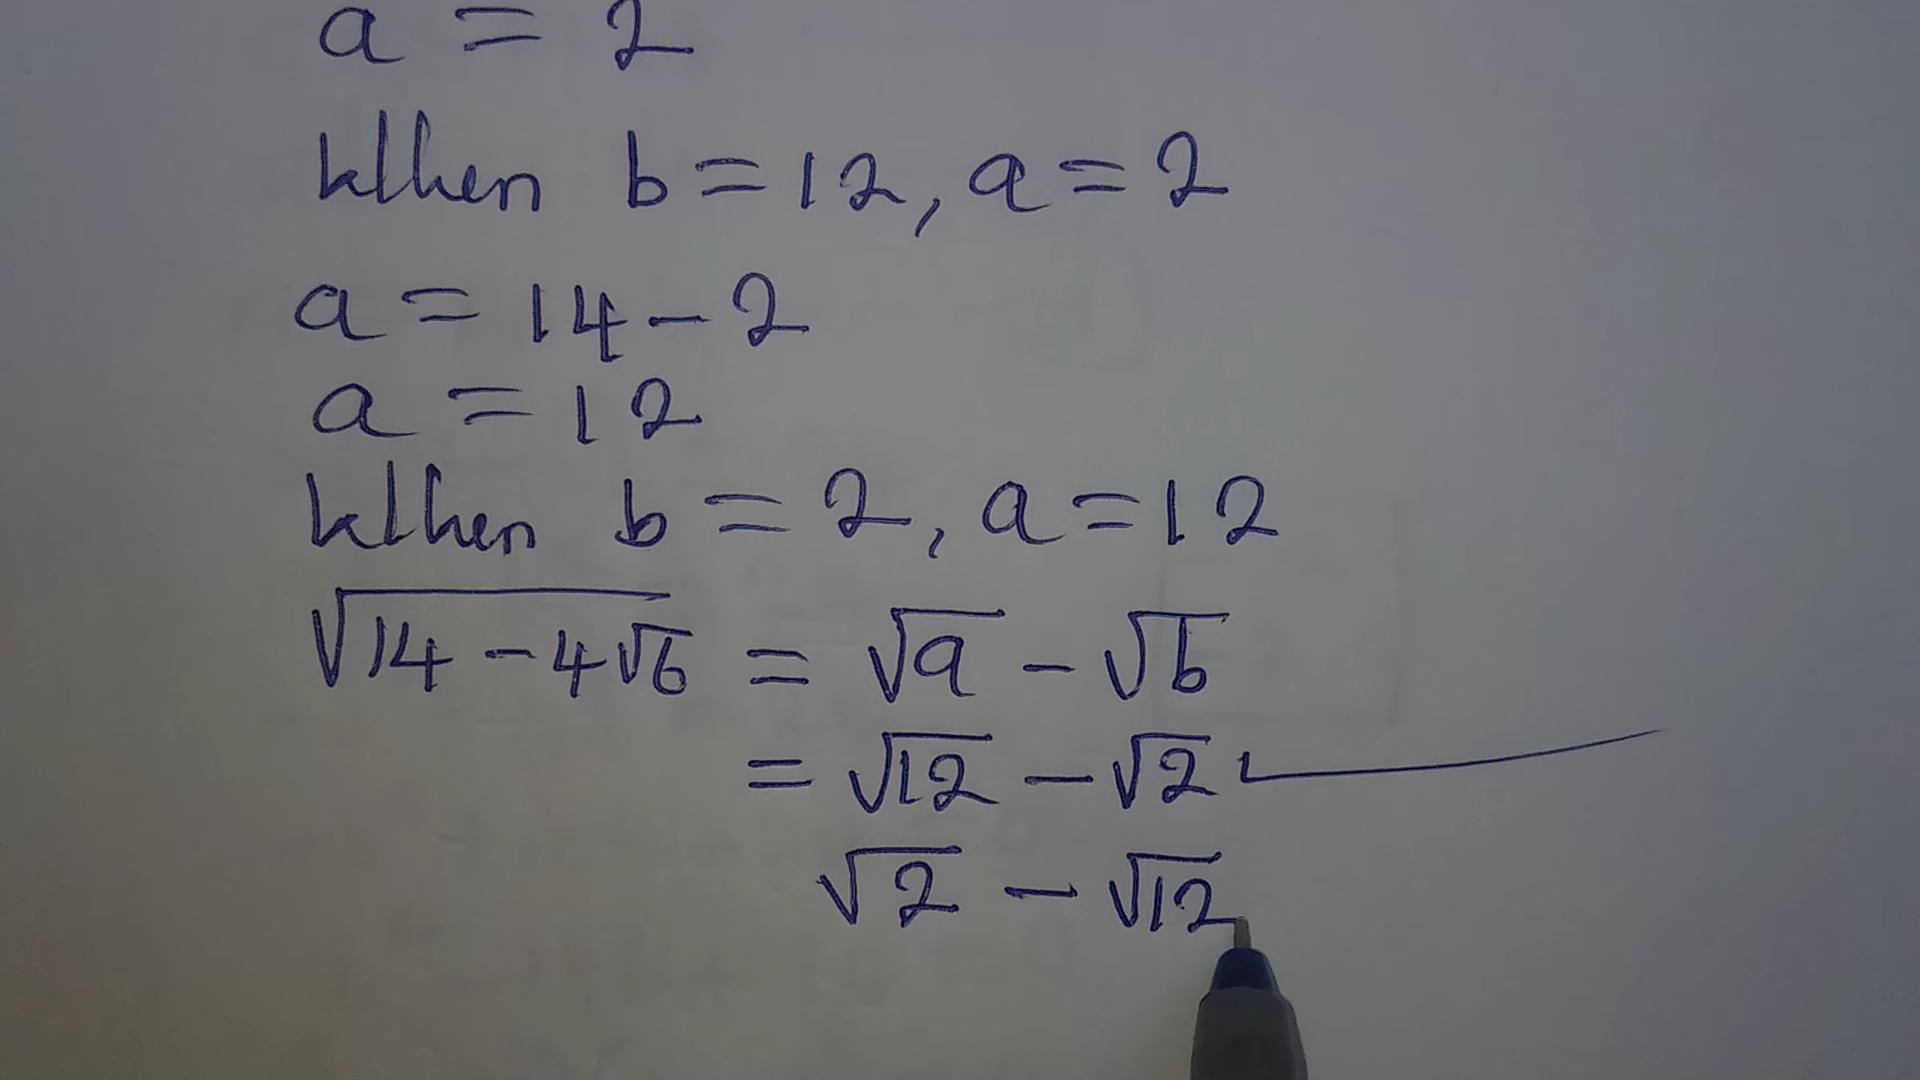 a = 2
When b = 12, a = 2
a = 14 - 2
a = 12
When b = 2, a = 12
√(14 - 4√6) = √a - √b
= √12 - √2
√2 - √12